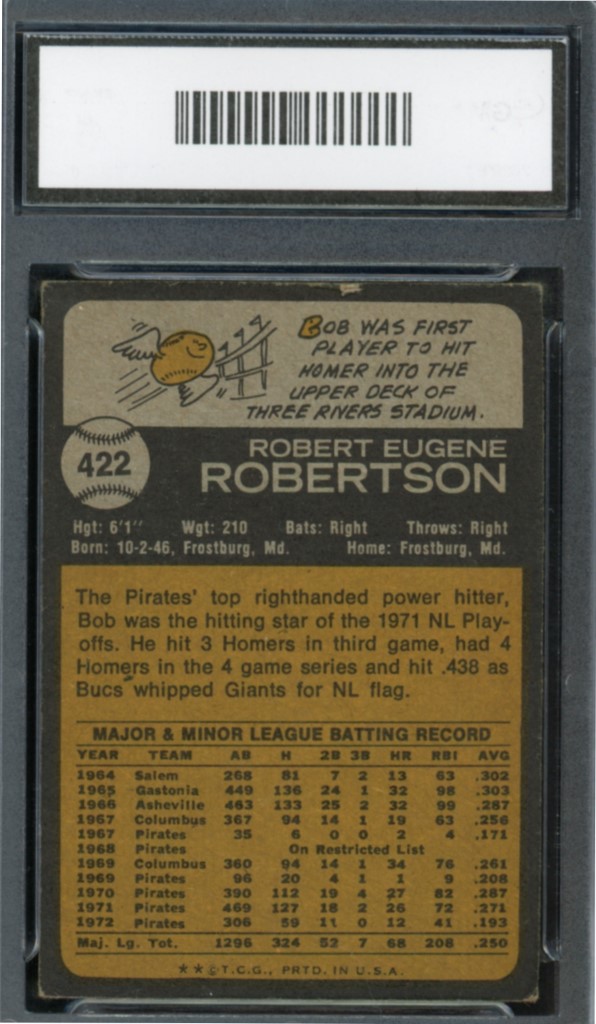 BOB WAS FIRST
PLAYER TO HIT
HOMER INTO THE
UPPER DECK OF
THREE RIVERS STADIUM.
422
ROBERT EUGENE
ROBERTSON
Hgt: 6'1" Wgt: 210 Bats: Right Throws: Right
Born: 10-2-46, Frostburg, Md. Home: Frostburg, Md.
The Pirates' top righthanded power hitter,
Bob was the hitting star of the 1971 NL Play-
offs. He hit 3 Homers in third game, had 4
Homers in the 4 game series and hit .438 as
Bucs whipped Giants for NL flag.
MAJOR & MINOR LEAGUE BATTING RECORD
YEAR TEAM AB H 2B 3B HR RBI AVG
1964 Salem 268 81 7 2 13 63 .302
1965 Gastonia 449 136 24 1 32 98 .303
1966 Asheville 463 133 25 2 32 99 .287
1967 Columbus 367 94 14 1 19 63 .256
1967 Pirates 35 6 0 0 2 4 .171
1968 Pirates On Restricted List
1969 Columbus 360 94 14 1 34 76 .261
1969 Pirates 96 20 4 1 1 9 .208
1970 Pirates 390 112 19 4 27 82 .287
1971 Pirates 469 127 18 2 26 72 .271
1972 Pirates 306 59 11 0 12 41 .193
Maj. Lg. Tot. 1296 324 52 7 68 208 .250
★★©T.C.G., PRTD. IN U.S.A.